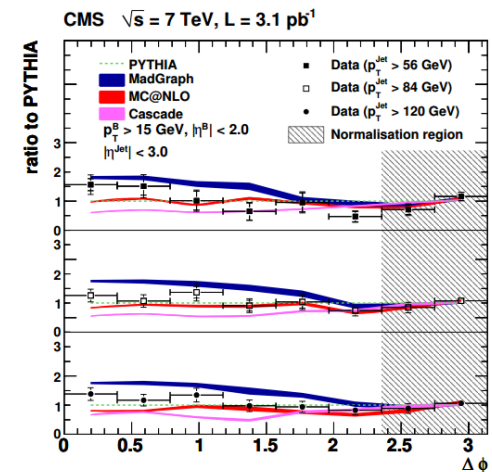 CMS √s = 7 TeV, L = 3.1 pb⁻¹
ratio to PYTHIA
PYTHIA
MadGraph
MC@NLO
Cascade
p_T^B > 15 GeV, |η^B| < 2.0
|η^Jet| < 3.0
Data (p_T^Jet > 56 GeV)
Data (p_T^Jet > 84 GeV)
Data (p_T^Jet > 120 GeV)
Normalisation region
3
2
1
0
3
2
1
0
3
2
1
0
0 0.5 1 1.5 2 2.5 3
Δ ϕ